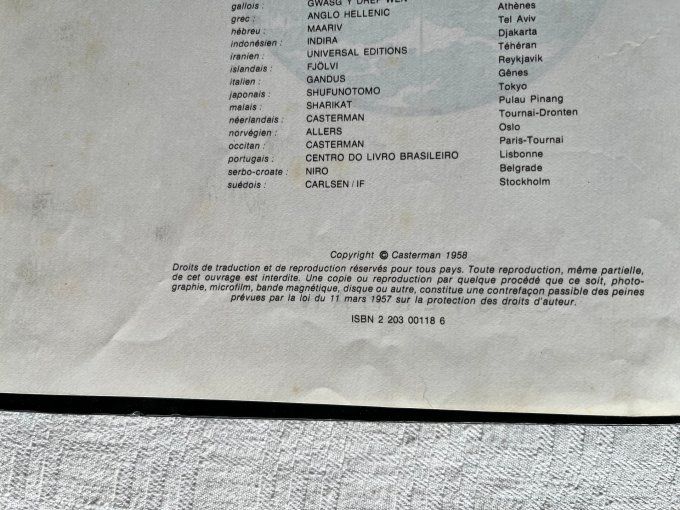 gallois : GWASG Y DREF WEN
grec : ANGLO HELLENIC Athènes
hébreu : MAARIV Tel Aviv
indonésien : INDIRA Djakarta
iranien : UNIVERSAL EDITIONS Téhéran
islandais : FJÖLVI Reykjavik
italien : GANDUS Gênes
japonais : SHUFUNOTOMO Tokyo
malais : SHARIKAT Pulau Pinang
néerlandais : CASTERMAN Tournai-Dronten
norvégien : ALLERS Oslo
occitan : CASTERMAN Paris-Tournai
portugais : CENTRO DO LIVRO BRASILEIRO Lisbonne
serbo-croate : NIRO Belgrade
suédois : CARLSEN / IF Stockholm
Copyright © Casterman 1958
Droits de traduction et de reproduction réservés pour tous pays. Toute reproduction, même partielle,
de cet ouvrage est interdite. Une copie ou reproduction par quelque procédé que ce soit, photo-
graphie, microfilm, bande magnétique, disque ou autre, constitue une contrefaçon passible des peines
prévues par la loi du 11 mars 1957 sur la protection des droits d'auteur.
ISBN 2 203 00118 6